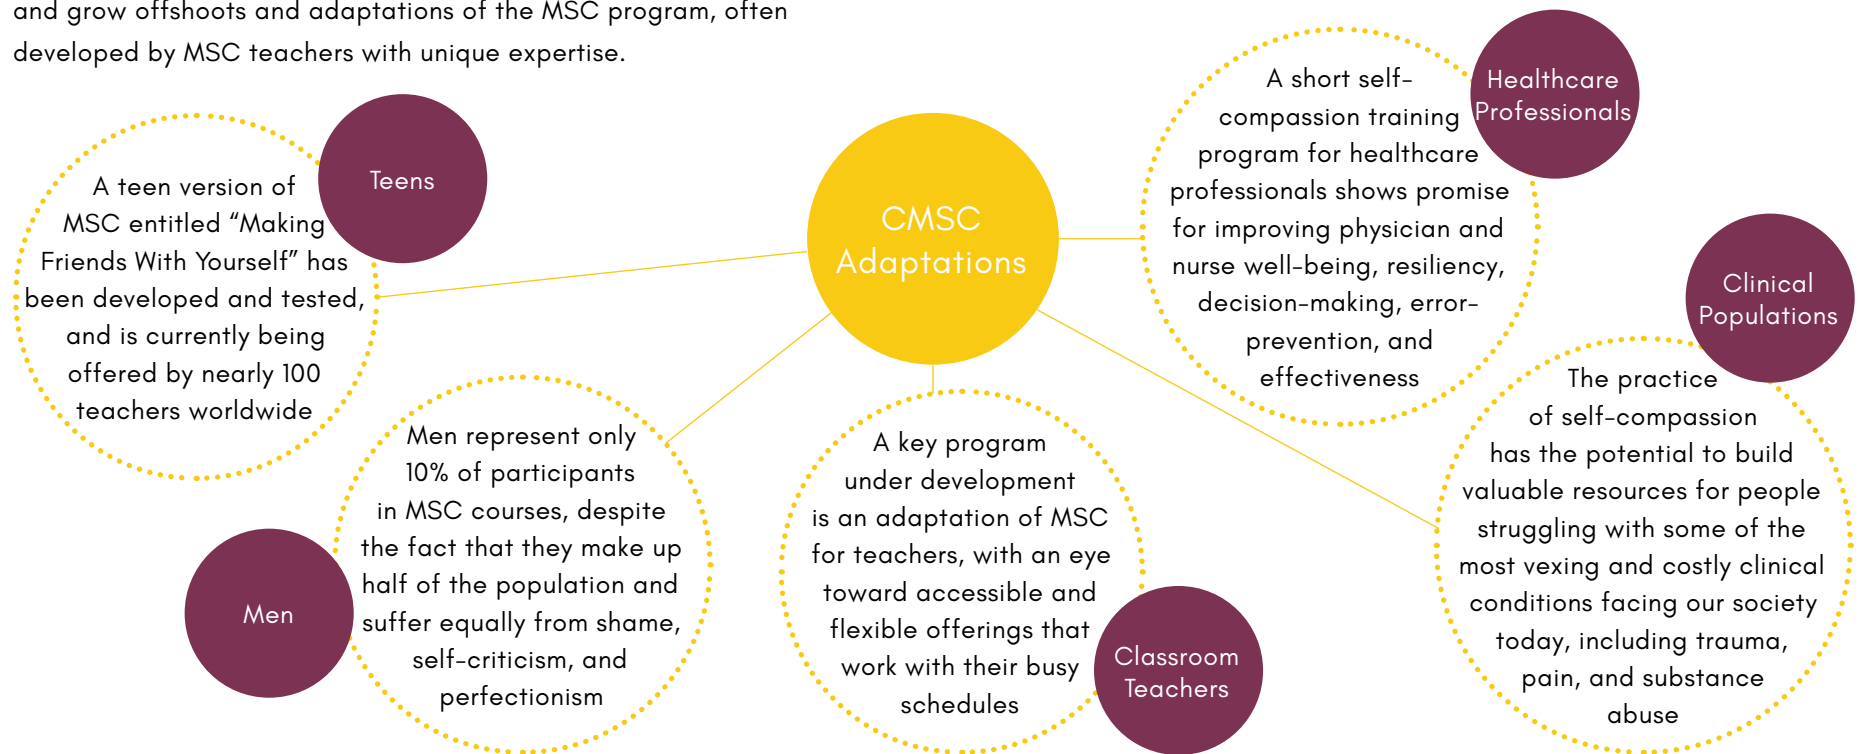 and grow offshoots and adaptations of the MSC program, often
developed by MSC teachers with unique expertise.
Teens
A teen version of
MSC entitled “Making
Friends With Yourself” has
been developed and tested,
and is currently being
offered by nearly 100
teachers worldwide
CMSC
Adaptations
Healthcare
Professionals
A short self-
compassion training
program for healthcare
professionals shows promise
for improving physician and
nurse well-being, resiliency,
decision-making, error-
prevention, and
effectiveness
Clinical
Populations
The practice
of self-compassion
has the potential to build
valuable resources for people
struggling with some of the
most vexing and costly clinical
conditions facing our society
today, including trauma,
pain, and substance
abuse
Men
Men represent only
10% of participants
in MSC courses, despite
the fact that they make up
half of the population and
suffer equally from shame,
self-criticism, and
perfectionism
A key program
under development
is an adaptation of MSC
for teachers, with an eye
toward accessible and
flexible offerings that
work with their busy
schedules
Classroom
Teachers